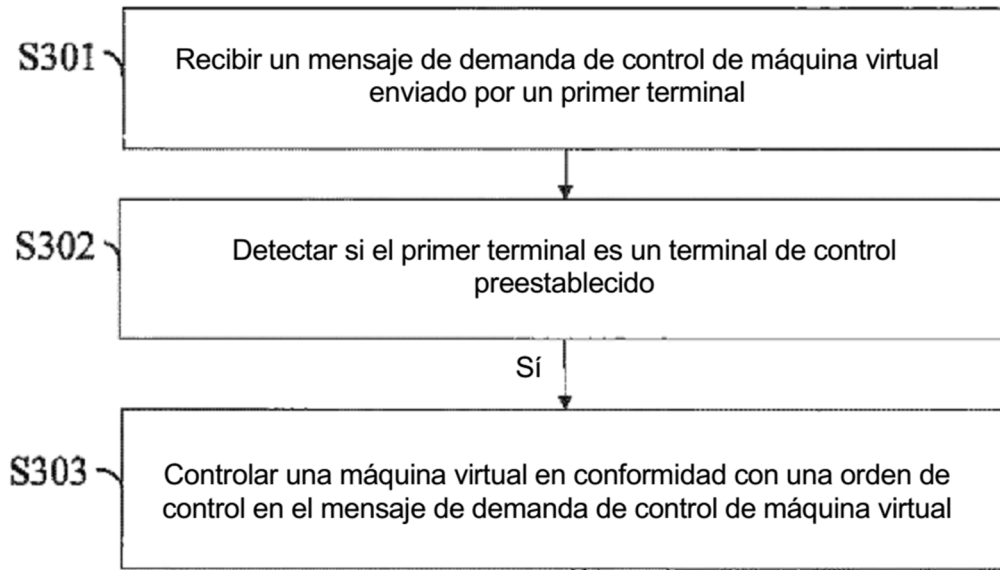 S301
Recibir un mensaje de demanda de control de máquina virtual
enviado por un primer terminal
S302
Detectar si el primer terminal es un terminal de control
preestablecido
Sí
S303
Controlar una máquina virtual en conformidad con una orden de
control en el mensaje de demanda de control de máquina virtual